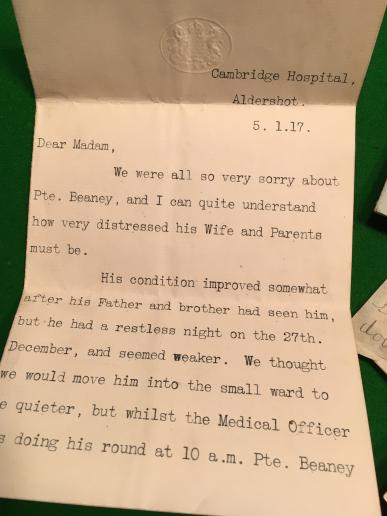 Cambridge Hospital,
Aldershot.
5. 1.17.
Dear Madam,
We were all so very sorry about
Pte. Beaney, and I can quite understand
how very distressed his Wife and Parents
must be.
His condition improved somewhat
after his Father and brother had seen him,
but he had a restless night on the 27th.
December, and seemed weaker. We thought
we would move him into the small ward to
e quieter, but whilst the Medical Officer
s doing his round at 10 a.m. Pte. Beaney